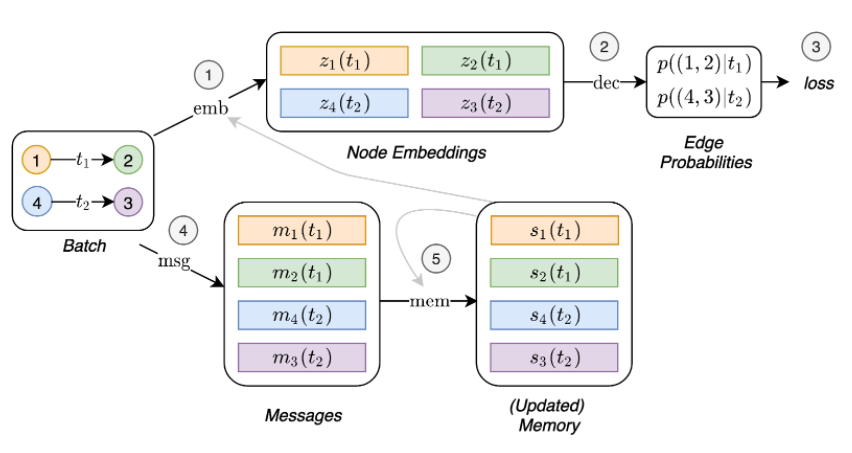 1
emb
z₁(t₁)
z₂(t₁)
z₄(t₂)
z₃(t₂)
Node Embeddings
2
dec
p((1, 2)|t₁)
p((4, 3)|t₂)
Edge
Probabilities
3
loss
1 t₁ 2
4 t₂ 3
Batch
4
msg
m₁(t₁)
m₂(t₁)
m₄(t₂)
m₃(t₂)
Messages
5
mem
s₁(t₁)
s₂(t₁)
s₄(t₂)
s₃(t₂)
(Updated)
Memory